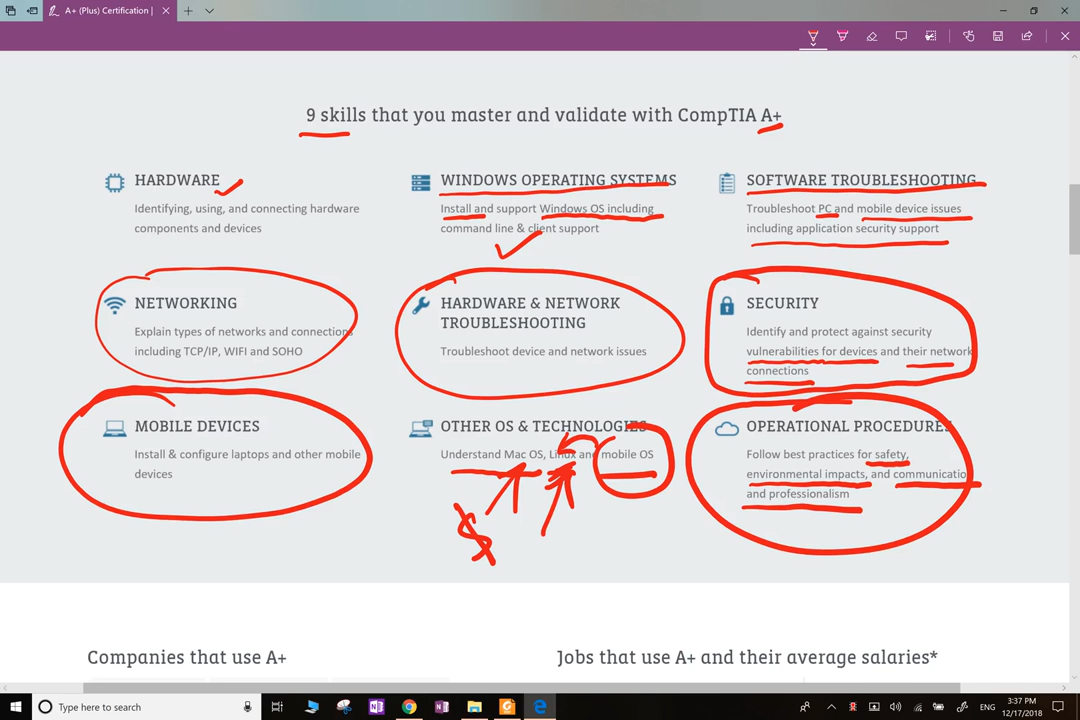 A+ (Plus) Certification |
9 skills that you master and validate with CompTIA A+
HARDWARE
Identifying, using, and connecting hardware
components and devices
WINDOWS OPERATING SYSTEMS
Install and support Windows OS including
command line & client support
SOFTWARE TROUBLESHOOTING
Troubleshoot PC and mobile device issues
including application security support
NETWORKING
Explain types of networks and connections
including TCP/IP, WIFI and SOHO
HARDWARE & NETWORK
TROUBLESHOOTING
Troubleshoot device and network issues
SECURITY
Identify and protect against security
vulnerabilities for devices and their network
connections
MOBILE DEVICES
Install & configure laptops and other mobile
devices
OTHER OS & TECHNOLOGIES
Understand Mac OS, Linux and mobile OS
$
OPERATIONAL PROCEDURES
Follow best practices for safety,
environmental impacts, and communication
and professionalism
Companies that use A+
Jobs that use A+ and their average salaries*
Type here to search
ENG
3:37 PM
12/17/2018